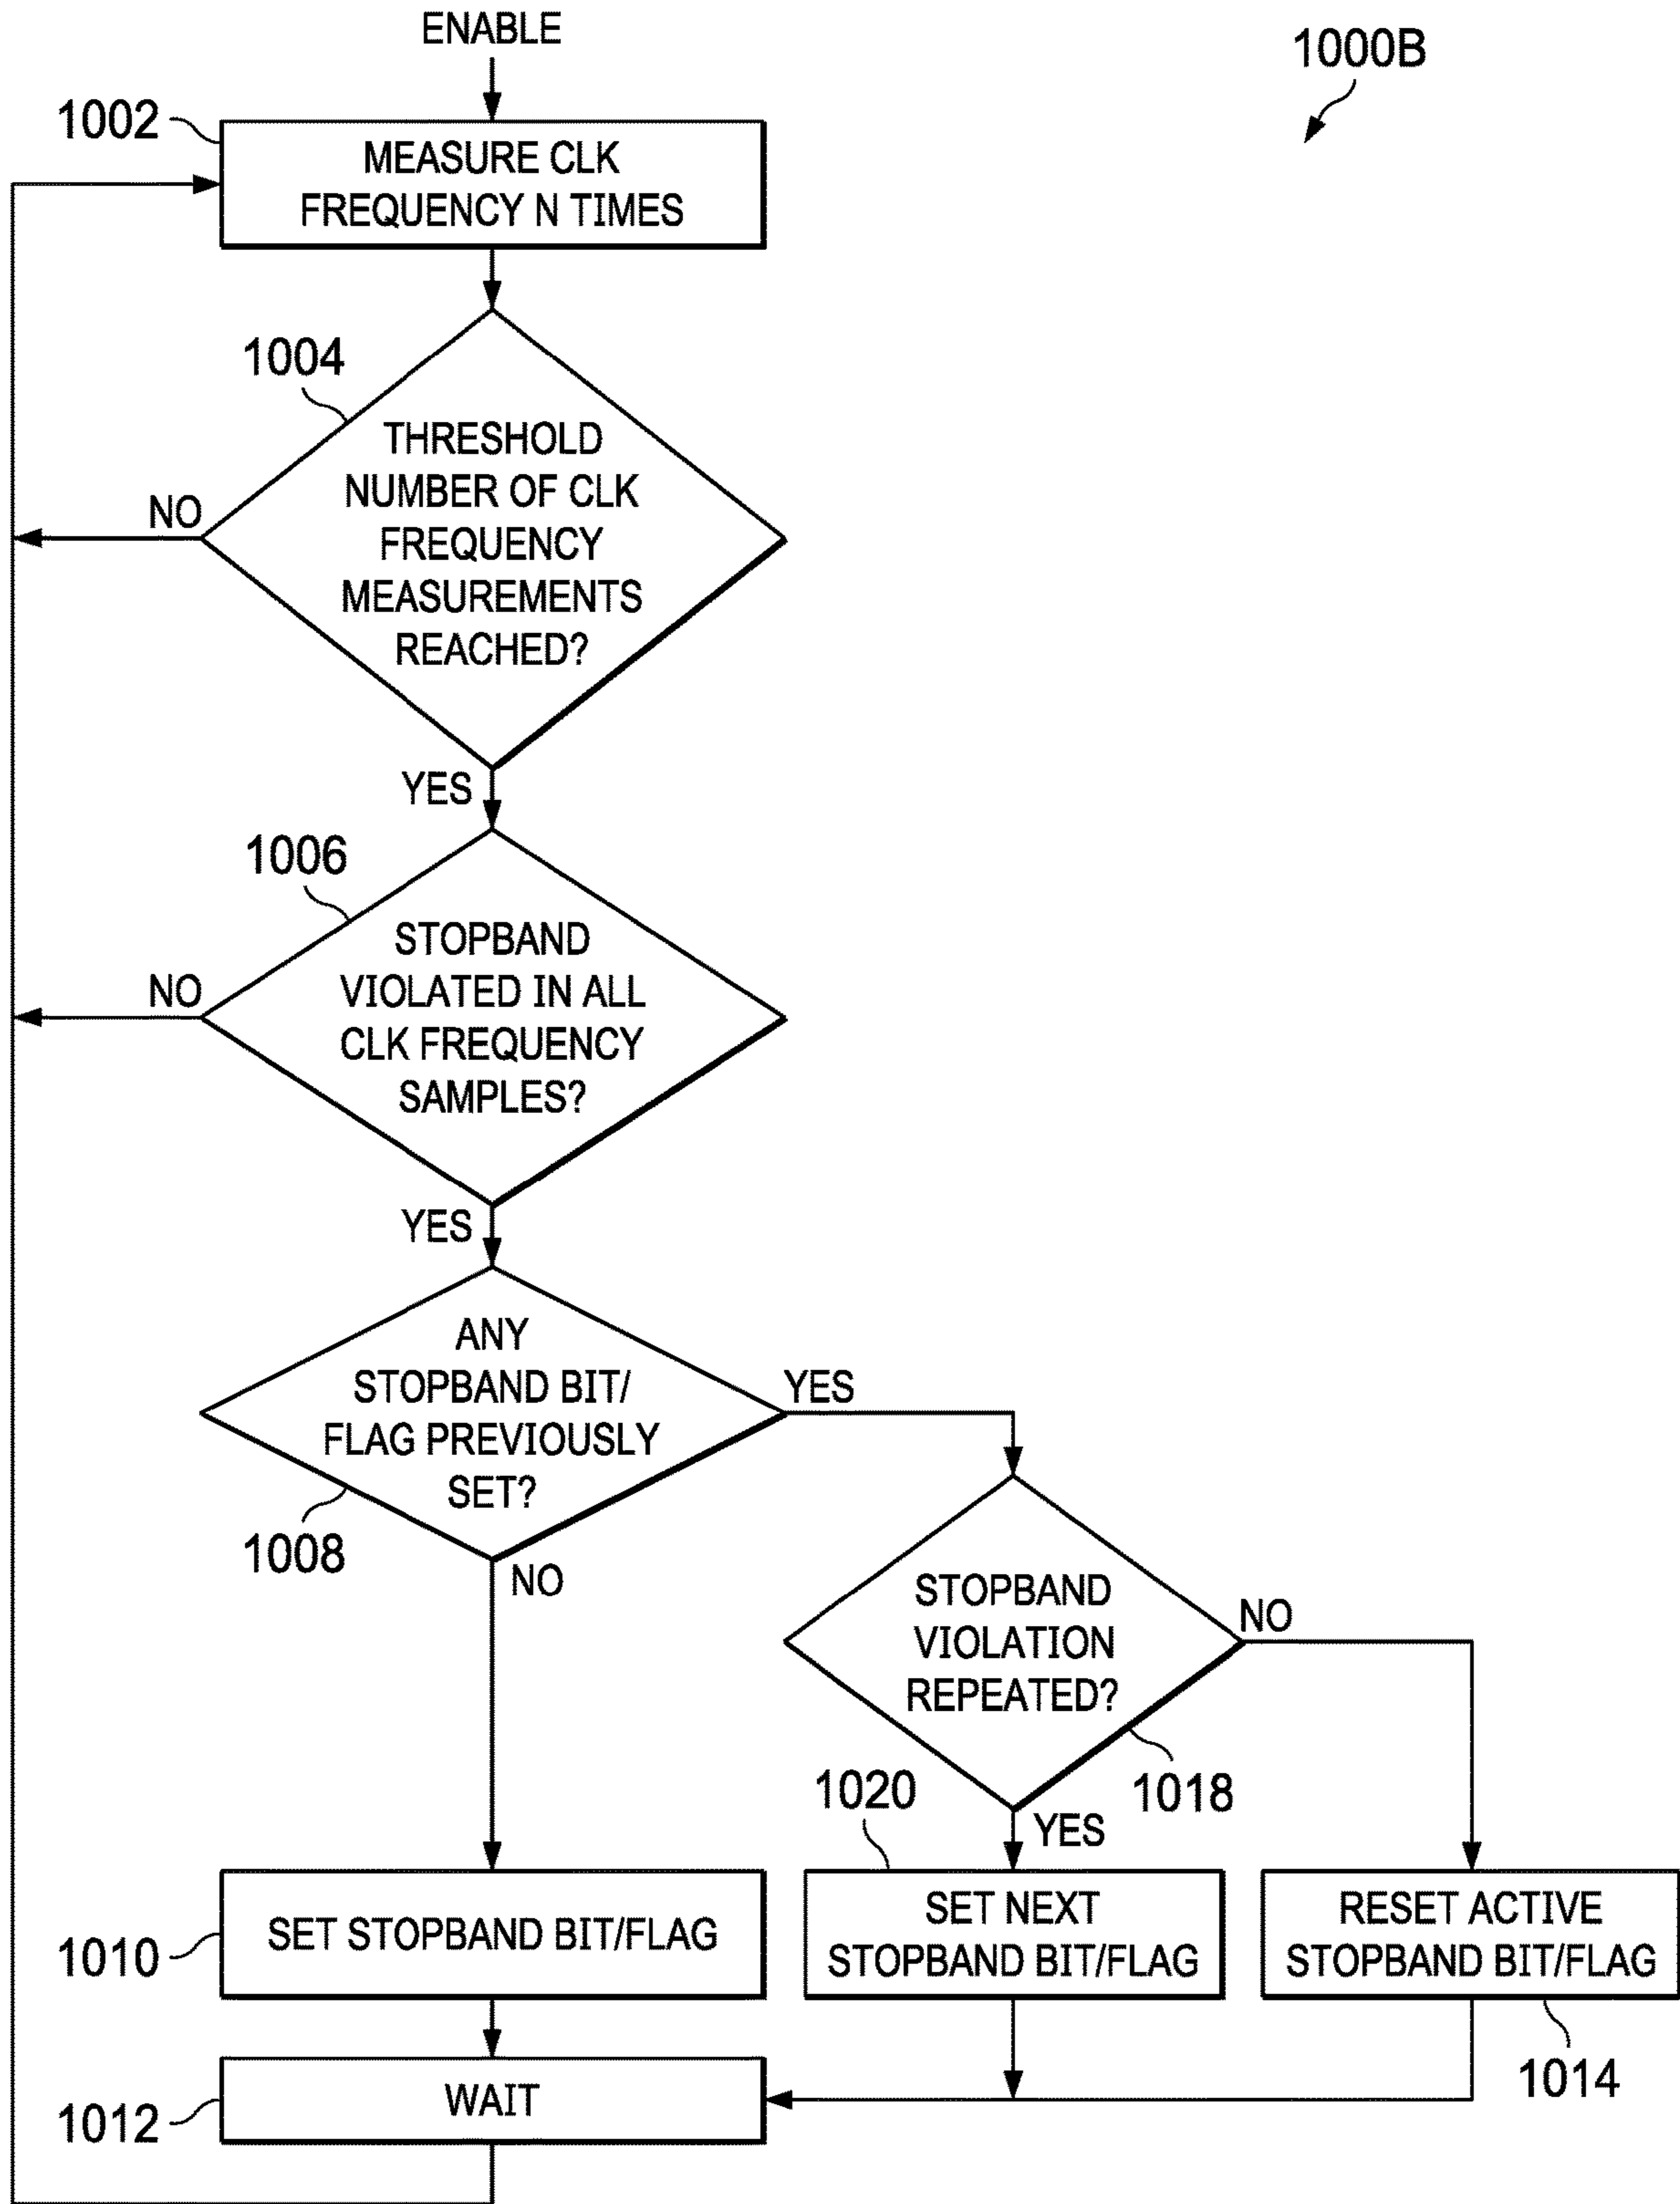 ENABLE
1000B
1002
MEASURE CLK
FREQUENCY N TIMES
1004
THRESHOLD
NUMBER OF CLK
FREQUENCY
MEASUREMENTS
REACHED?
NO
YES
1006
STOPBAND
VIOLATED IN ALL
CLK FREQUENCY
SAMPLES?
NO
YES
ANY
STOPBAND BIT/
FLAG PREVIOUSLY
SET?
1008
YES
NO
STOPBAND
VIOLATION
REPEATED?
NO
1018
YES
1020
SET STOPBAND BIT/FLAG
1010
SET NEXT
STOPBAND BIT/FLAG
RESET ACTIVE
STOPBAND BIT/FLAG
1014
WAIT
1012